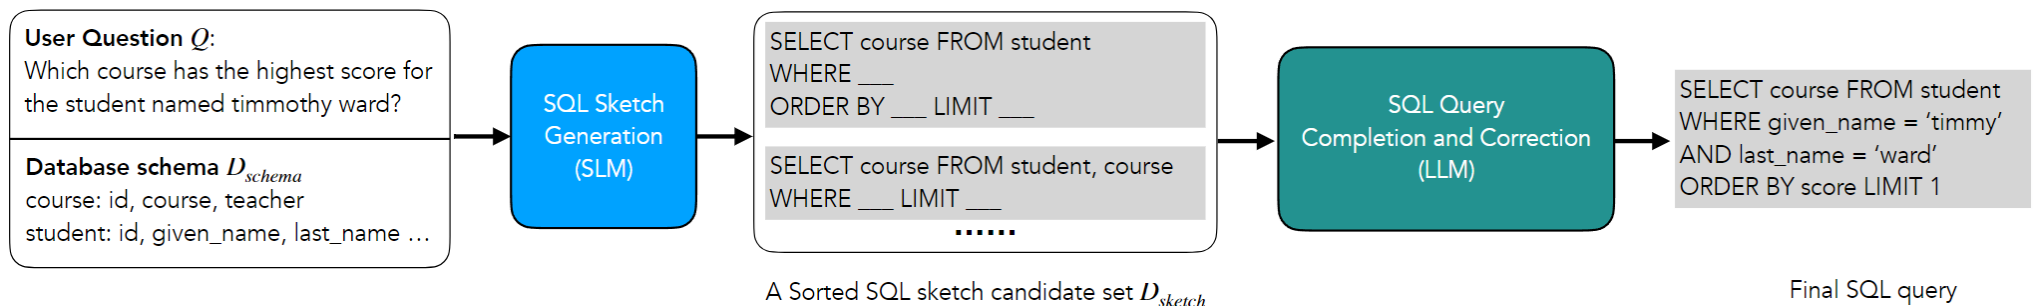 User Question Q:
Which course has the highest score for
the student named timmothy ward?
Database schema D_schema
course: id, course, teacher
student: id, given_name, last_name ...
SQL Sketch
Generation
(SLM)
SELECT course FROM student
WHERE ___
ORDER BY ___ LIMIT ___
SELECT course FROM student, course
WHERE ___ LIMIT ___
......
A Sorted SQL sketch candidate set D_sketch
SQL Query
Completion and Correction
(LLM)
SELECT course FROM student
WHERE given_name = ‘timmy’
AND last_name = ‘ward’
ORDER BY score LIMIT 1
Final SQL query